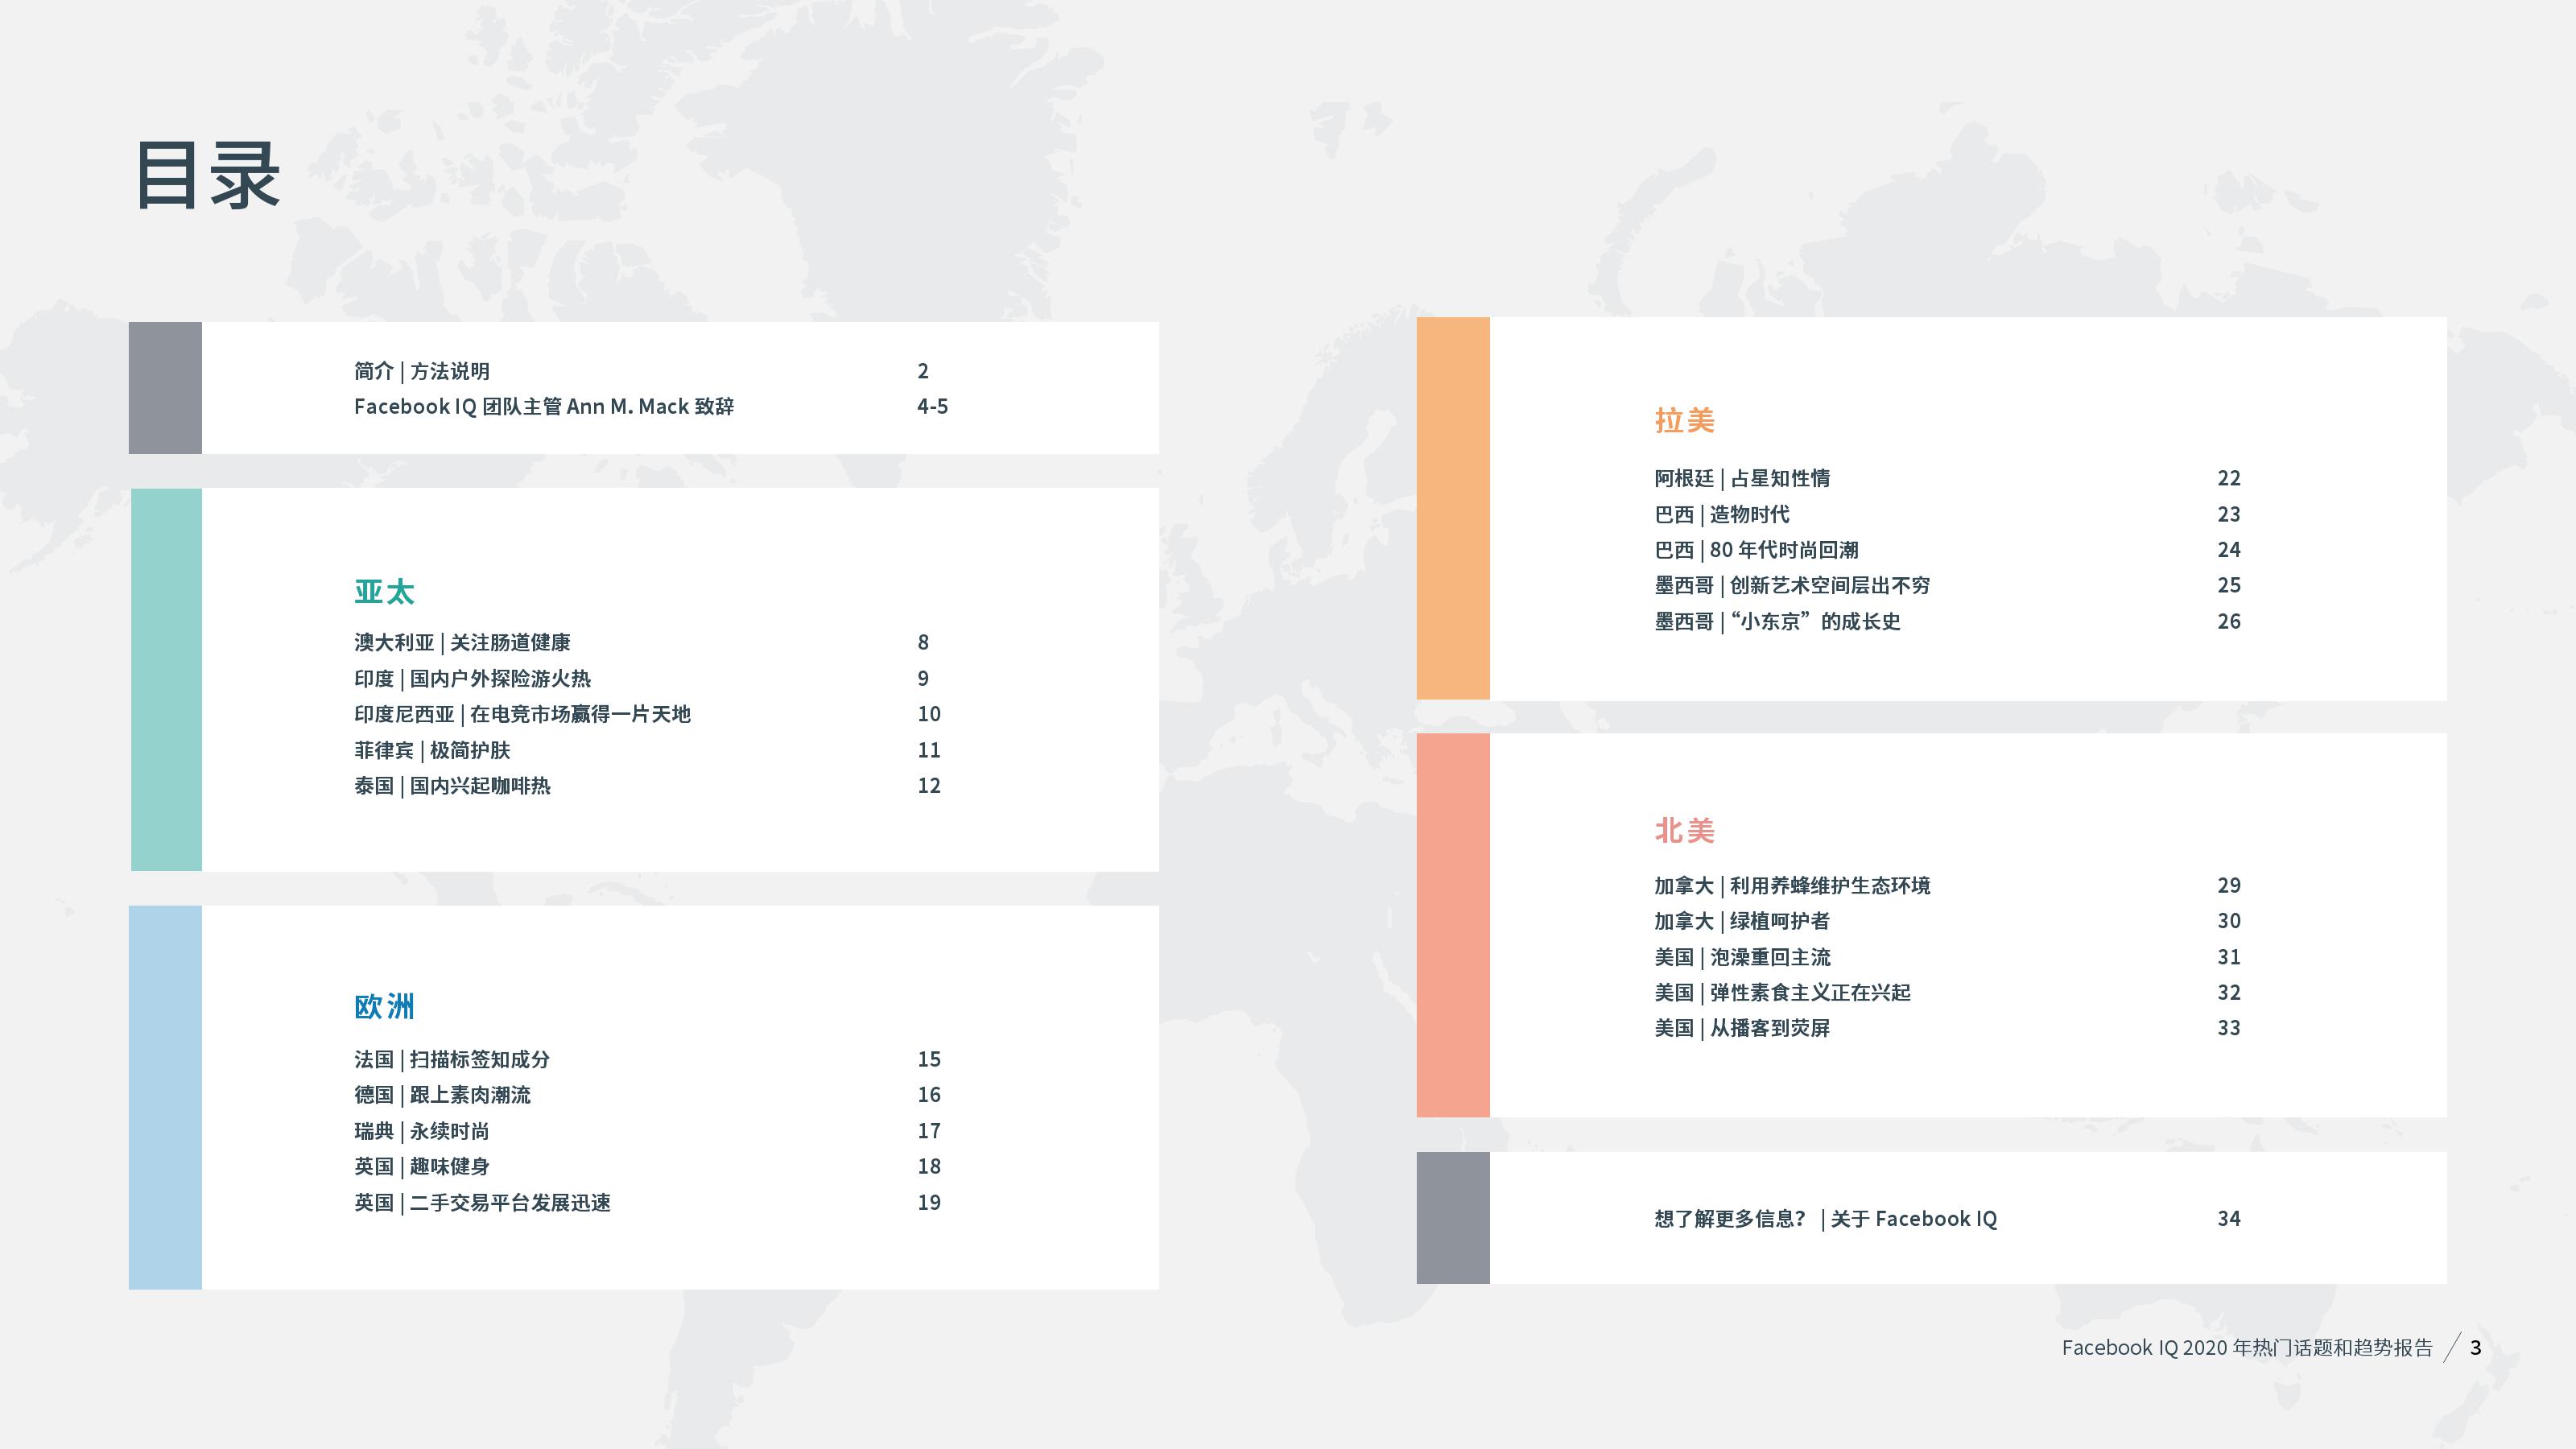 目录
简介 | 方法说明 2
Facebook IQ 团队主管 Ann M. Mack 致辞 4-5
亚太
澳大利亚 | 关注肠道健康 8
印度 | 国内户外探险游火热 9
印度尼西亚 | 在电竞市场赢得一片天地 10
菲律宾 | 极简护肤 11
泰国 | 国内兴起咖啡热 12
欧洲
法国 | 扫描标签知成分 15
德国 | 跟上素肉潮流 16
瑞典 | 永续时尚 17
英国 | 趣味健身 18
英国 | 二手交易平台发展迅速 19
拉美
阿根廷 | 占星知性情 22
巴西 | 造物时代 23
巴西 | 80 年代时尚回潮 24
墨西哥 | 创新艺术空间层出不穷 25
墨西哥 | “小东京”的成长史 26
北美
加拿大 | 利用养蜂维护生态环境 29
加拿大 | 绿植呵护者 30
美国 | 泡澡重回主流 31
美国 | 弹性素食主义正在兴起 32
美国 | 从播客到荧屏 33
想了解更多信息? | 关于 Facebook IQ 34
Facebook IQ 2020 年热门话题和趋势报告 / 3